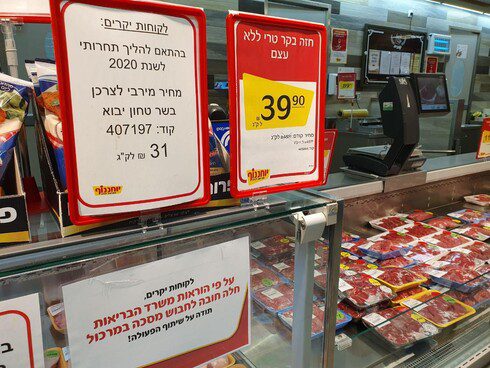 לקוחות יקרים.
בהתאם להליך תחרותי
לשנת 2020
מחיר מירבי לצרכן
בשר טחון יבוא
קוד: 407197
31 ₪ לק"ג
יוחננוף
חזה בקר טרי ללא
עצם
39.90
לק"ג
יוחננוף
לקוחות יקרים.
על פי הוראות משרד הבריאות
חלה חובה לחבוש מסכה במרכול
תודה על שיתוף הפעולה!